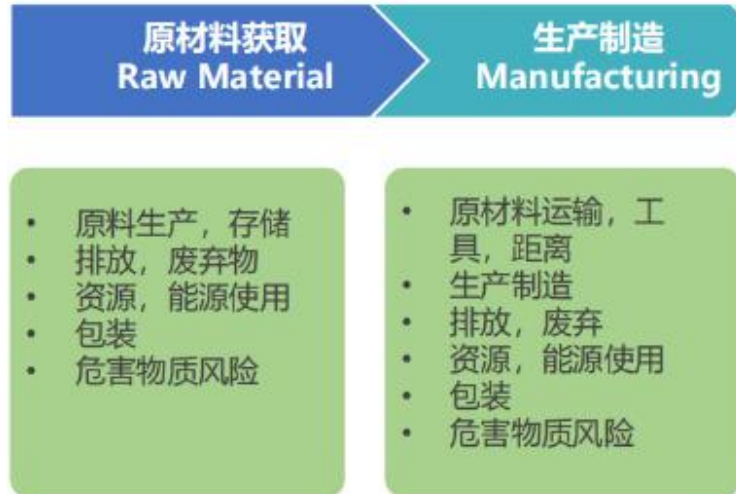 原材料获取
Raw Material
生产制造
Manufacturing
• 原料生产，存储
• 排放，废弃物
• 资源，能源使用
• 包装
• 危害物质风险
• 原材料运输，工
具，距离
• 生产制造
• 排放，废弃
• 资源，能源使用
• 包装
• 危害物质风险